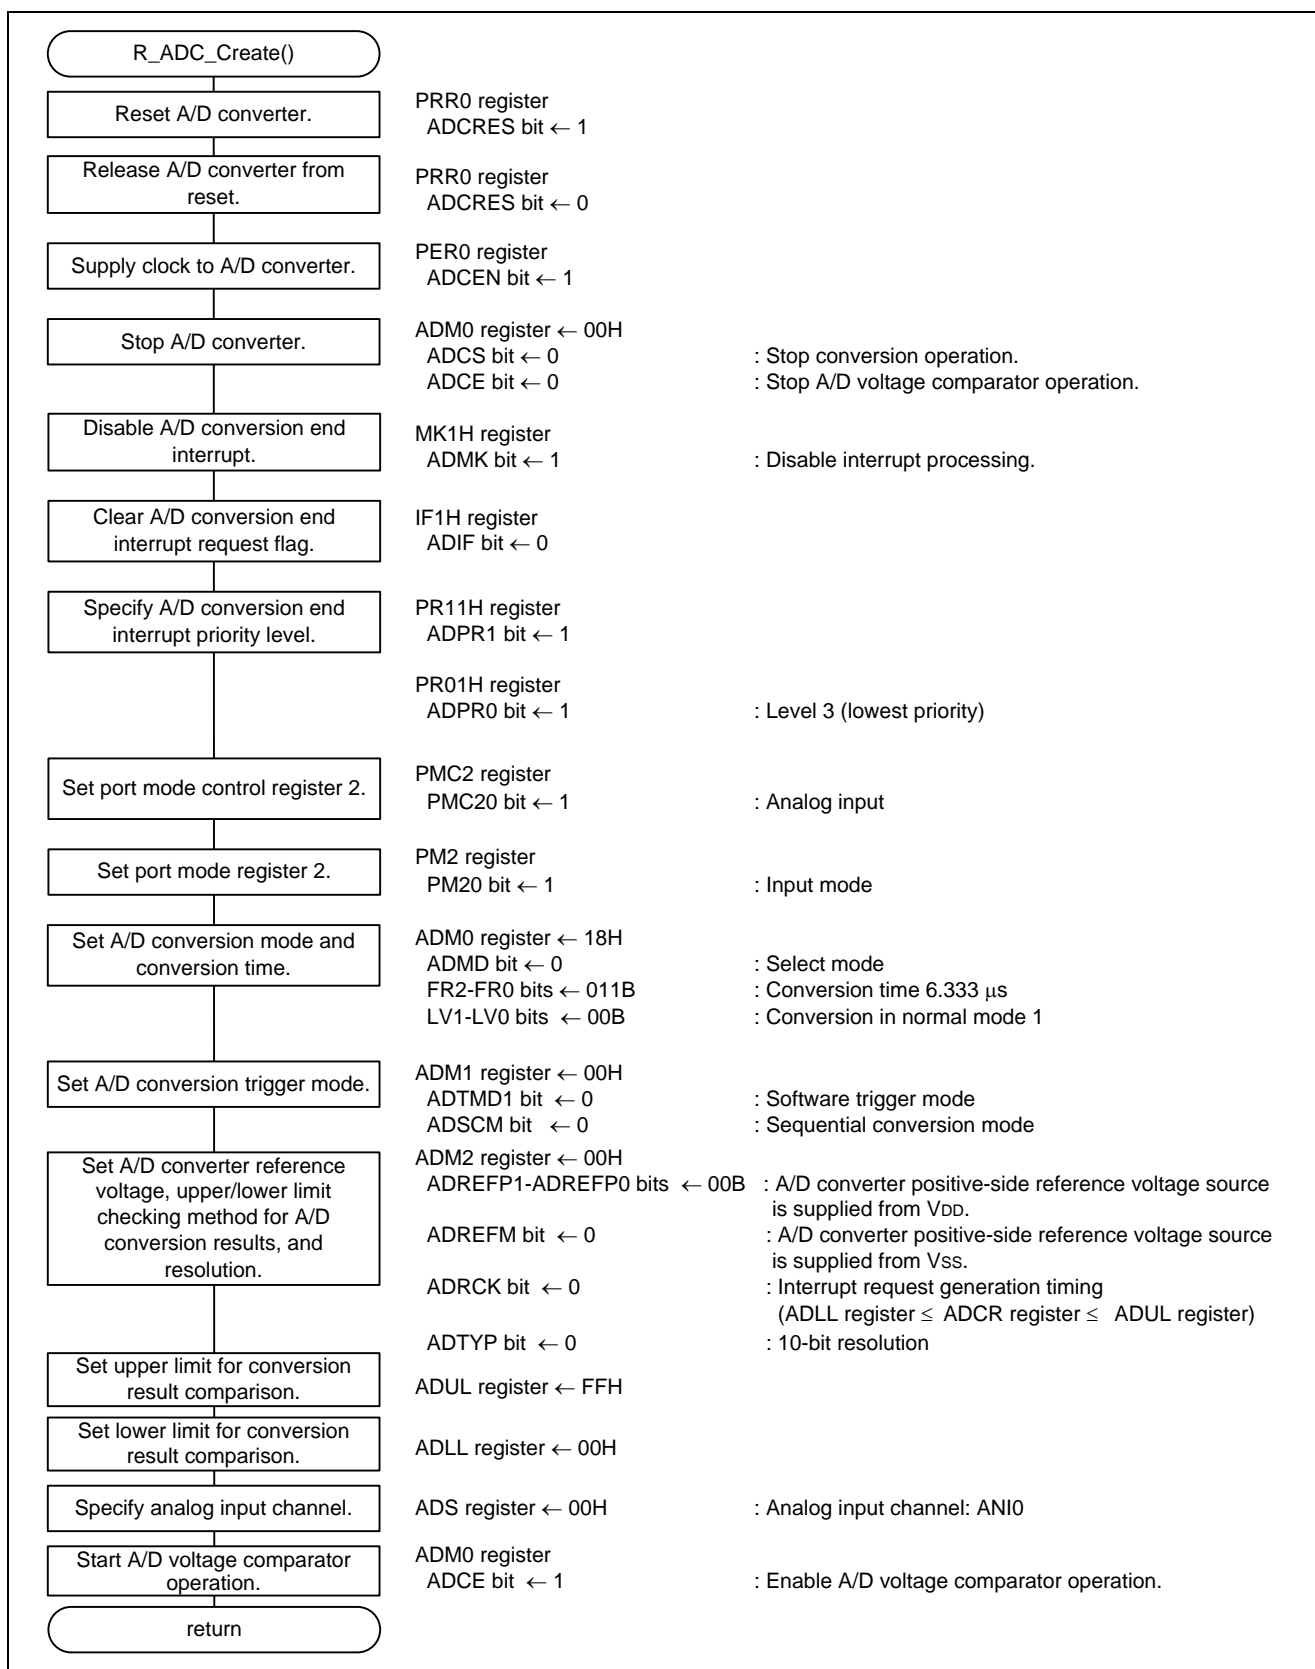 R_ADC_Create()
Reset A/D converter.
PRR0 register
ADCRES bit ← 1
Release A/D converter from
reset.
PRR0 register
ADCRES bit ← 0
Supply clock to A/D converter.
PER0 register
ADCEN bit ← 1
Stop A/D converter.
ADM0 register ← 00H
ADCS bit ← 0 : Stop conversion operation.
ADCE bit ← 0 : Stop A/D voltage comparator operation.
Disable A/D conversion end
interrupt.
MK1H register
ADMK bit ← 1 : Disable interrupt processing.
Clear A/D conversion end
interrupt request flag.
IF1H register
ADIF bit ← 0
Specify A/D conversion end
interrupt priority level.
PR11H register
ADPR1 bit ← 1
PR01H register
ADPR0 bit ← 1 : Level 3 (lowest priority)
Set port mode control register 2.
PMC2 register
PMC20 bit ← 1 : Analog input
Set port mode register 2.
PM2 register
PM20 bit ← 1 : Input mode
Set A/D conversion mode and
conversion time.
ADM0 register ← 18H
ADMD bit ← 0 : Select mode
FR2-FR0 bits ← 011B : Conversion time 6.333 μs
LV1-LV0 bits ← 00B : Conversion in normal mode 1
Set A/D conversion trigger mode.
ADM1 register ← 00H
ADTMD1 bit ← 0 : Software trigger mode
ADSCM bit ← 0 : Sequential conversion mode
Set A/D converter reference
voltage, upper/lower limit
checking method for A/D
conversion results, and
resolution.
ADM2 register ← 00H
ADREFP1-ADREFP0 bits ← 00B : A/D converter positive-side reference voltage source
is supplied from VDD.
ADREFM bit ← 0 : A/D converter positive-side reference voltage source
is supplied from VSS.
ADRCK bit ← 0 : Interrupt request generation timing
(ADLL register ≤ ADCR register ≤ ADUL register)
ADTYP bit ← 0 : 10-bit resolution
Set upper limit for conversion
result comparison.
ADUL register ← FFH
Set lower limit for conversion
result comparison.
ADLL register ← 00H
Specify analog input channel.
ADS register ← 00H : Analog input channel: ANI0
Start A/D voltage comparator
operation.
ADM0 register
ADCE bit ← 1 : Enable A/D voltage comparator operation.
return